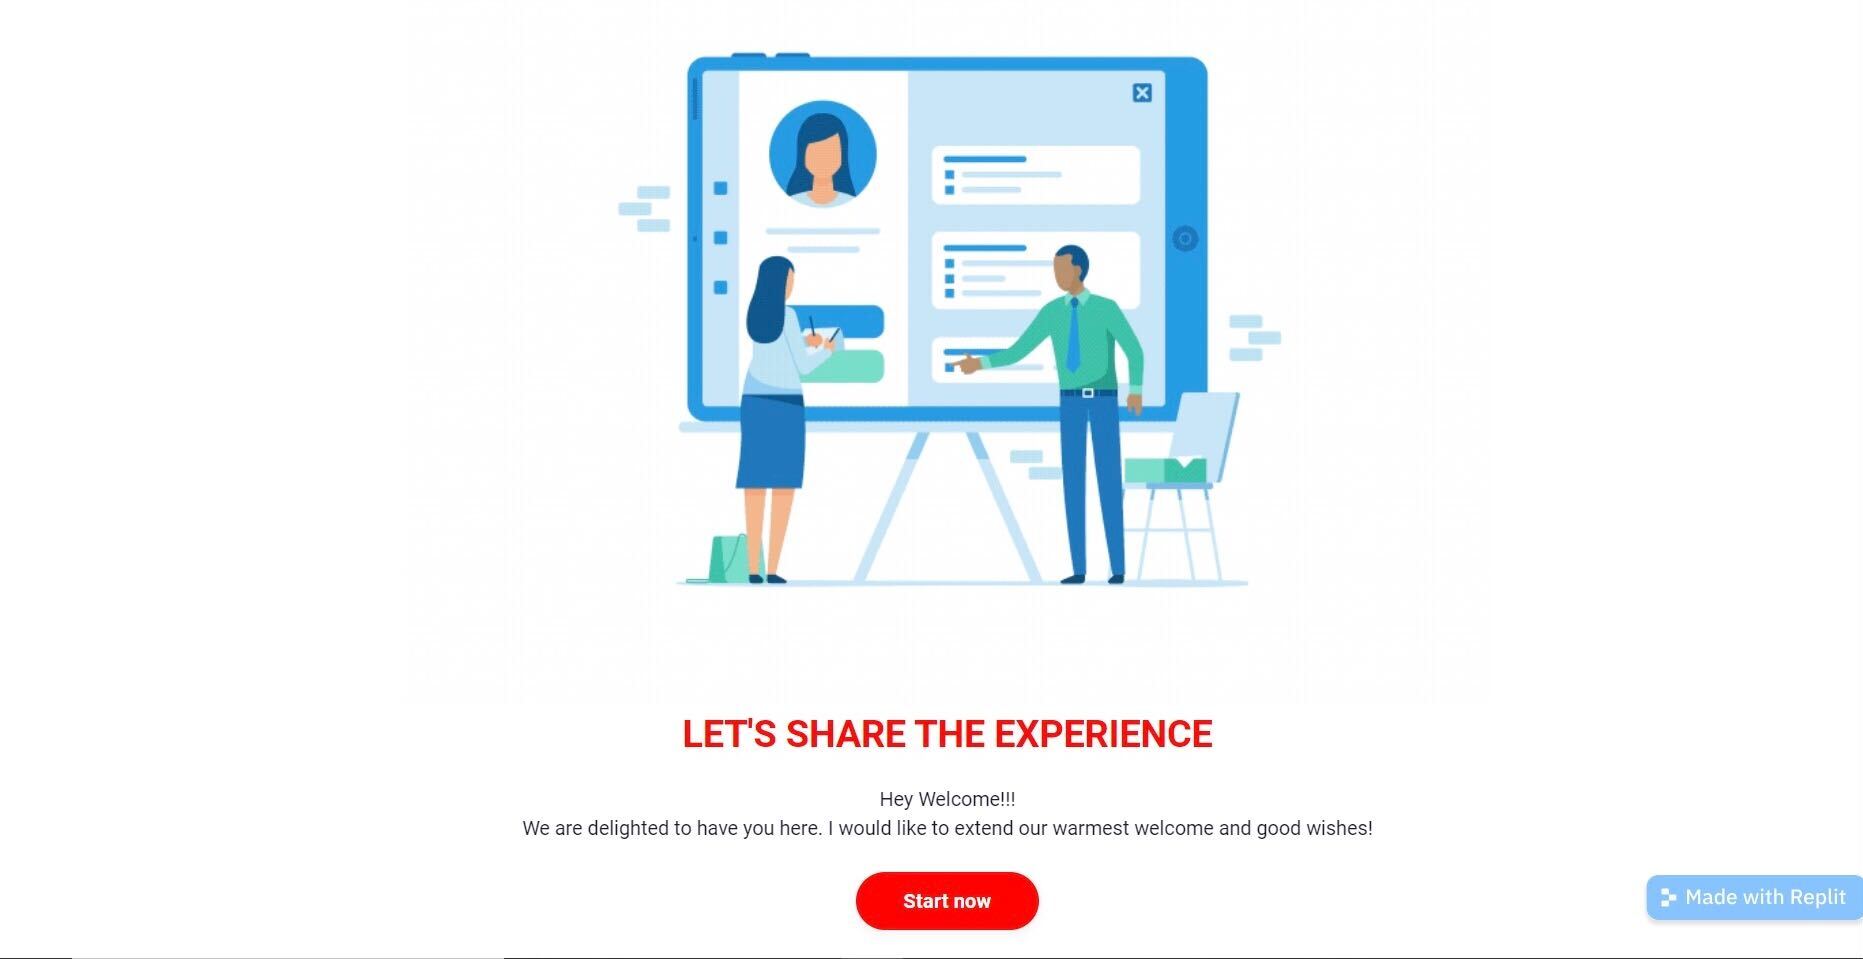 LET'S SHARE THE EXPERIENCE
Hey Welcome!!!
We are delighted to have you here. I would like to extend our warmest welcome and good wishes!
Start now
Made with Replit